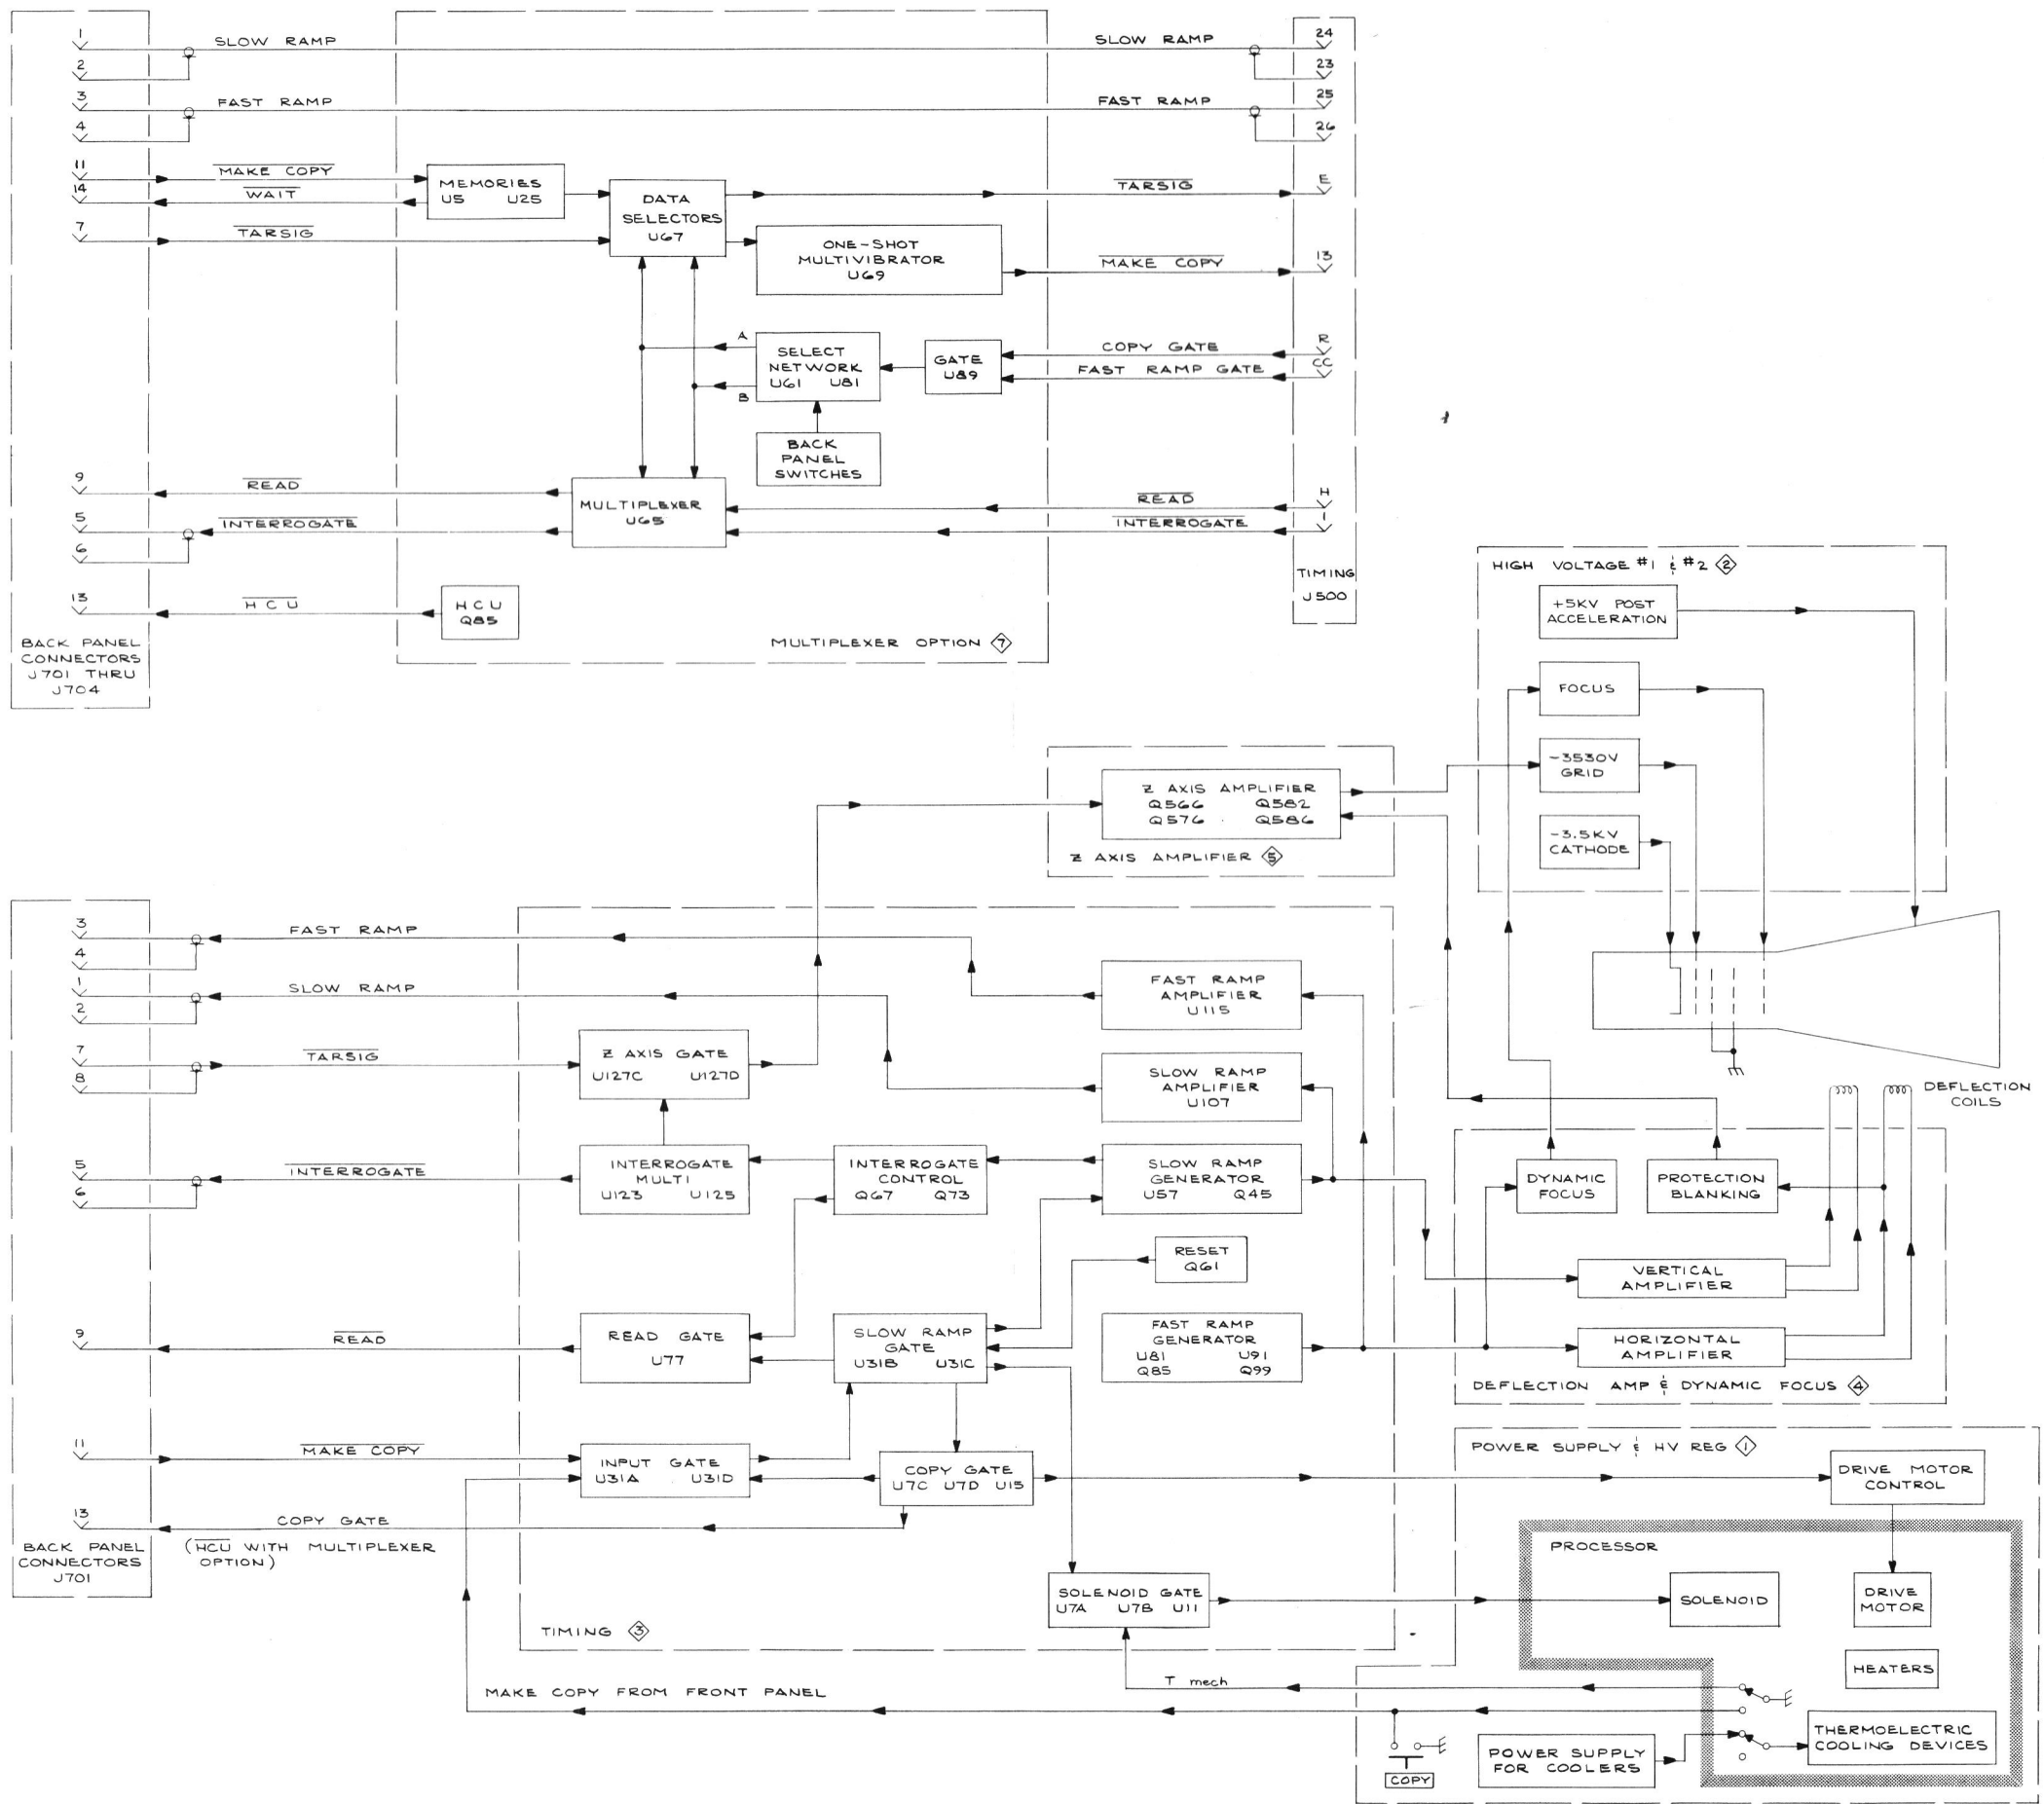 1
SLOW RAMP
SLOW RAMP
24
2
23
3
FAST RAMP
FAST RAMP
25
4
26
11
MAKE COPY
14
WAIT
MEMORIES
U5 U25
DATA
SELECTORS
U67
TARSIG
E
7
TARSIG
ONE-SHOT
MULTIVIBRATOR
U69
MAKE COPY
13
A
SELECT
NETWORK
U61 U81
B
GATE
U89
COPY GATE
R
FAST RAMP GATE
CC
BACK
PANEL
SWITCHES
9
READ
MULTIPLEXER
U65
READ
H
5
INTERROGATE
INTERROGATE
1
6
13
HCU
HCU
Q85
TIMING
J500
BACK PANEL
CONNECTORS
J701 THRU
J704
MULTIPLEXER OPTION 7
HIGH VOLTAGE #1 & #2 2
+5KV POST
ACCELERATION
FOCUS
-3530V
GRID
-3.5KV
CATHODE
Z AXIS AMPLIFIER
Q566 Q582
Q576 Q586
Z AXIS AMPLIFIER 5
3
FAST RAMP
4
1
SLOW RAMP
2
FAST RAMP
AMPLIFIER
U115
7
TARSIG
8
Z AXIS GATE
U127C U127D
SLOW RAMP
AMPLIFIER
U107
DEFLECTION
COILS
5
INTERROGATE
6
INTERROGATE
MULTI
U123 U125
INTERROGATE
CONTROL
Q67 Q73
SLOW RAMP
GENERATOR
U57 Q45
DYNAMIC
FOCUS
PROTECTION
BLANKING
RESET
Q61
VERTICAL
AMPLIFIER
9
READ
READ GATE
U77
SLOW RAMP
GATE
U31B U31C
FAST RAMP
GENERATOR
U81 U91
Q85 Q99
HORIZONTAL
AMPLIFIER
DEFLECTION AMP & DYNAMIC FOCUS 4
11
MAKE COPY
INPUT GATE
U31A U31D
COPY GATE
U7C U7D U15
POWER SUPPLY & HV REG 1
DRIVE MOTOR
CONTROL
13
COPY GATE
(HCU WITH MULTIPLEXER
OPTION)
BACK PANEL
CONNECTORS
J701
PROCESSOR
SOLENOID GATE
U7A U7B U11
SOLENOID
DRIVE
MOTOR
TIMING 3
HEATERS
T mech
MAKE COPY FROM FRONT PANEL
THERMOELECTRIC
COOLING DEVICES
POWER SUPPLY
FOR COOLERS
COPY